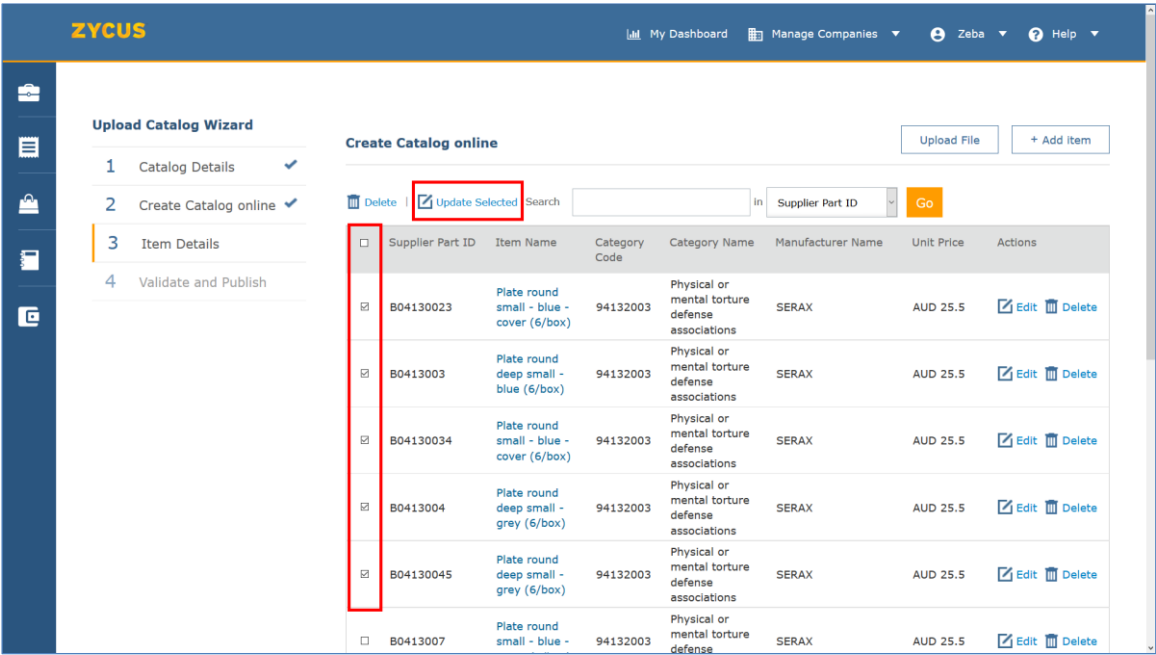 ZYCUS
My Dashboard Manage Companies Zeba Help
Upload Catalog Wizard
1 Catalog Details
2 Create Catalog online
3 Item Details
4 Validate and Publish
Create Catalog online
Upload File + Add item
Delete | Update Selected Search in Supplier Part ID Go
Supplier Part ID Item Name Category Code Category Name Manufacturer Name Unit Price Actions
B04130023 Plate round small - blue - cover (6/box) 94132003 Physical or mental torture defense associations SERAX AUD 25.5 Edit Delete
B0413003 Plate round deep small - blue (6/box) 94132003 Physical or mental torture defense associations SERAX AUD 25.5 Edit Delete
B04130034 Plate round small - blue - cover (6/box) 94132003 Physical or mental torture defense associations SERAX AUD 25.5 Edit Delete
B0413004 Plate round deep small - grey (6/box) 94132003 Physical or mental torture defense associations SERAX AUD 25.5 Edit Delete
B04130045 Plate round deep small - grey (6/box) 94132003 Physical or mental torture defense associations SERAX AUD 25.5 Edit Delete
B0413007 Plate round small - blue - 94132003 Physical or mental torture defense SERAX AUD 25.5 Edit Delete